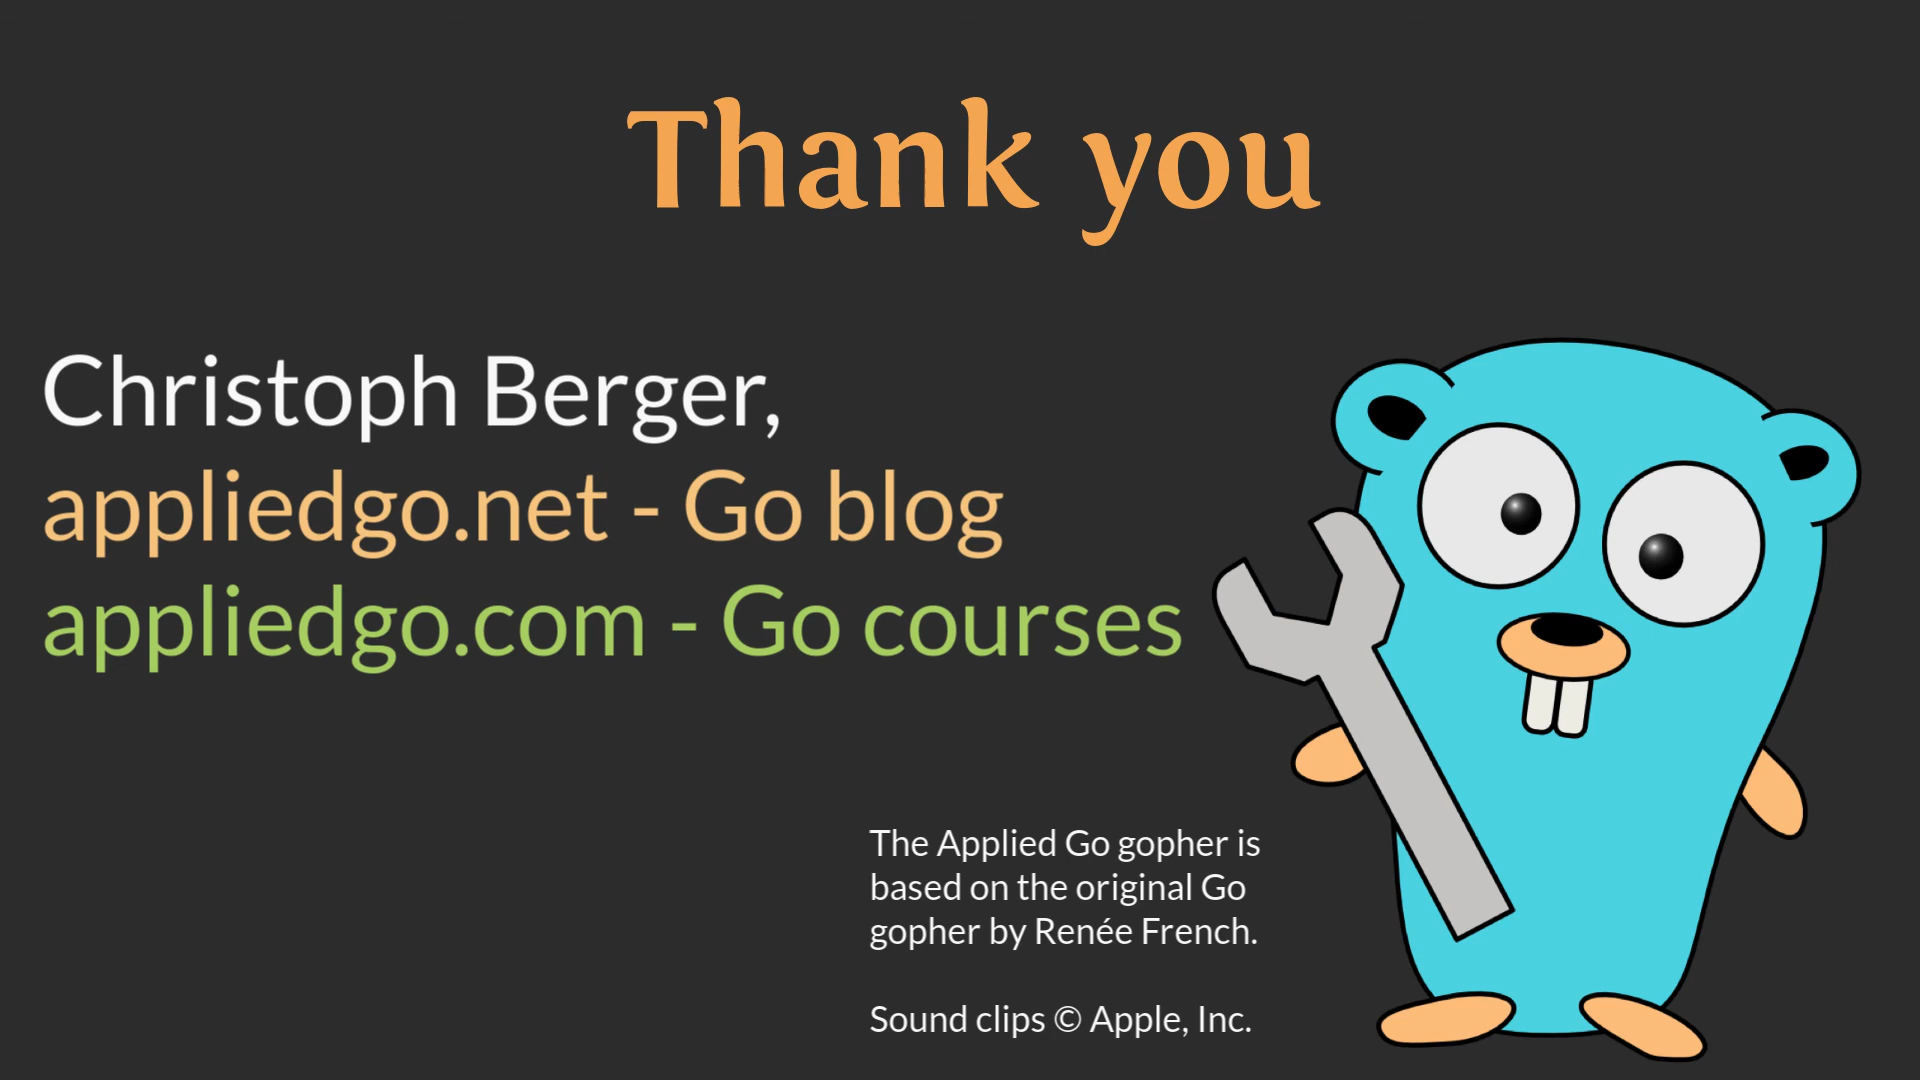 Thank you
Christoph Berger,
appliedgo.net - Go blog
appliedgo.com - Go courses
The Applied Go gopher is
based on the original Go
gopher by Renée French.
Sound clips © Apple, Inc.